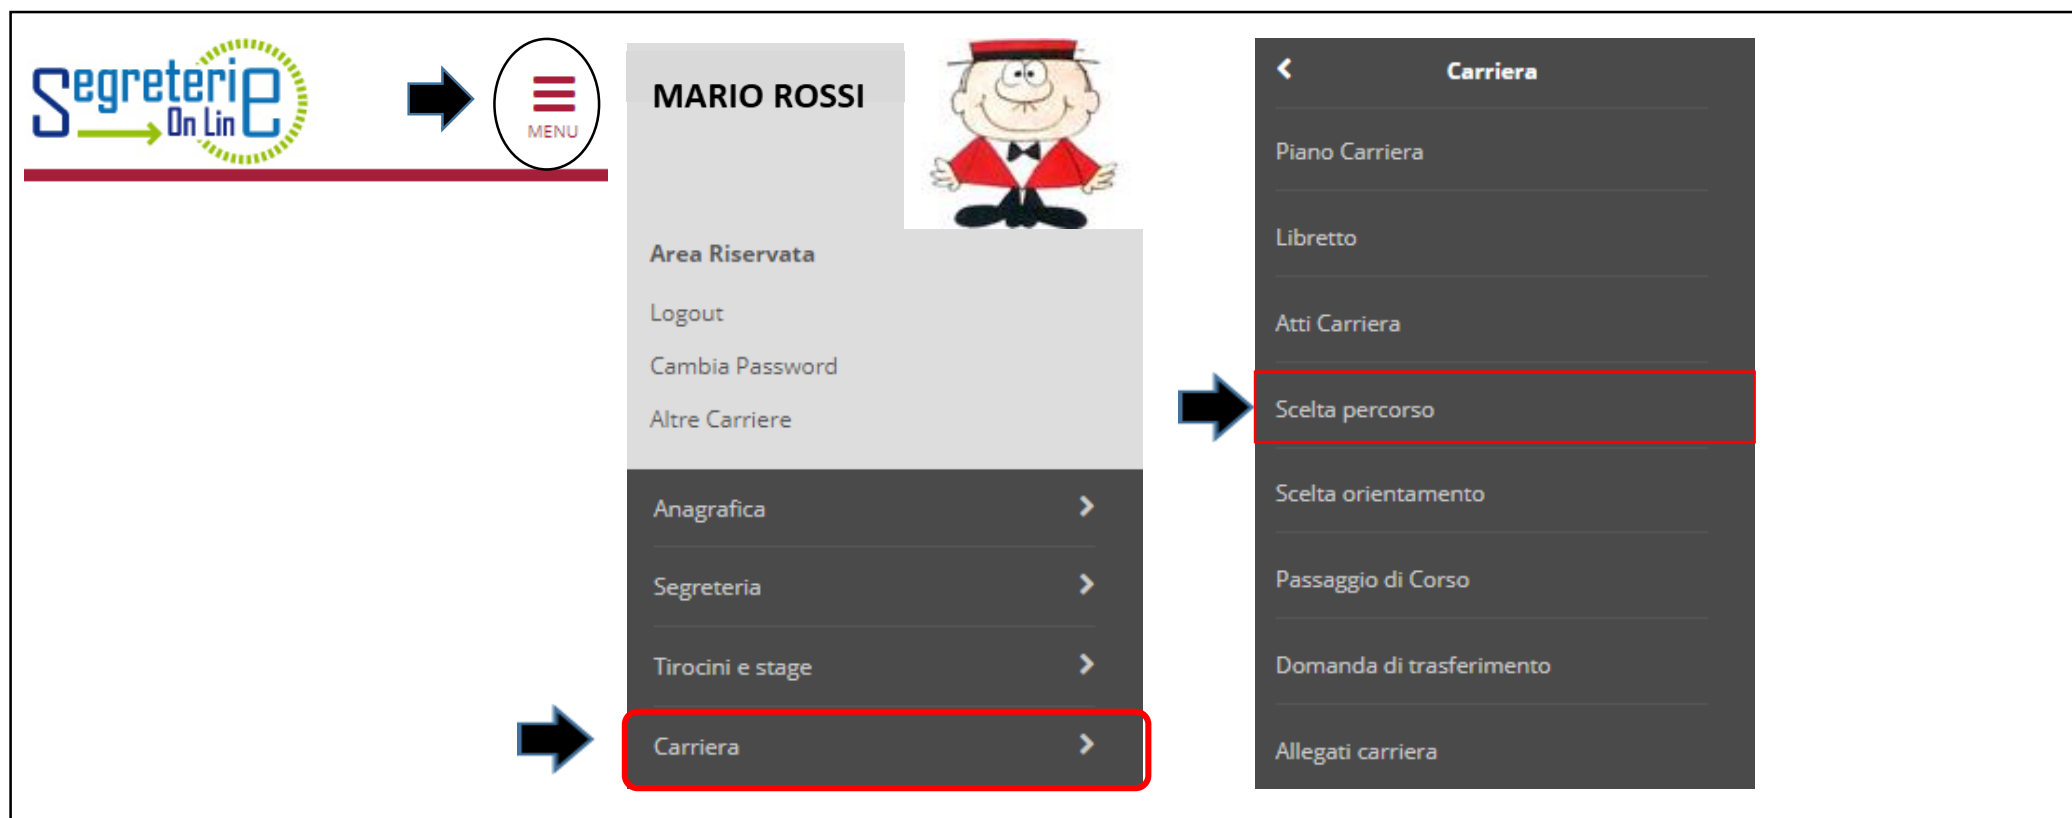 Segreterie
On Line
MENU
MARIO ROSSI
Area Riservata
Logout
Cambia Password
Altre Carriere
Anagrafica
Segreteria
Tirocini e stage
Carriera
Carriera
Piano Carriera
Libretto
Atti Carriera
Scelta percorso
Scelta orientamento
Passaggio di Corso
Domanda di trasferimento
Allegati carriera